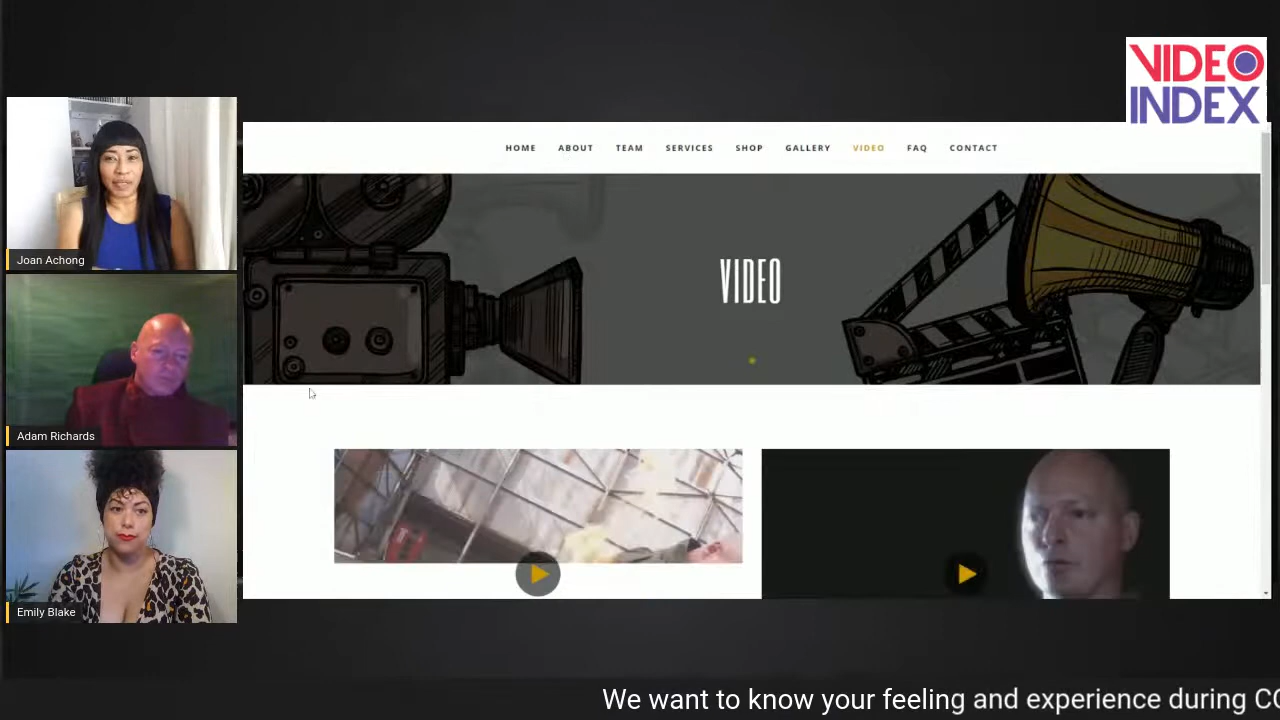 VIDEO
INDEX
HOME ABOUT TEAM SERVICES SHOP GALLERY VIDEO FAQ CONTACT
VIDEO
Joan Achong
Adam Richards
Emily Blake
We want to know your feeling and experience during CO